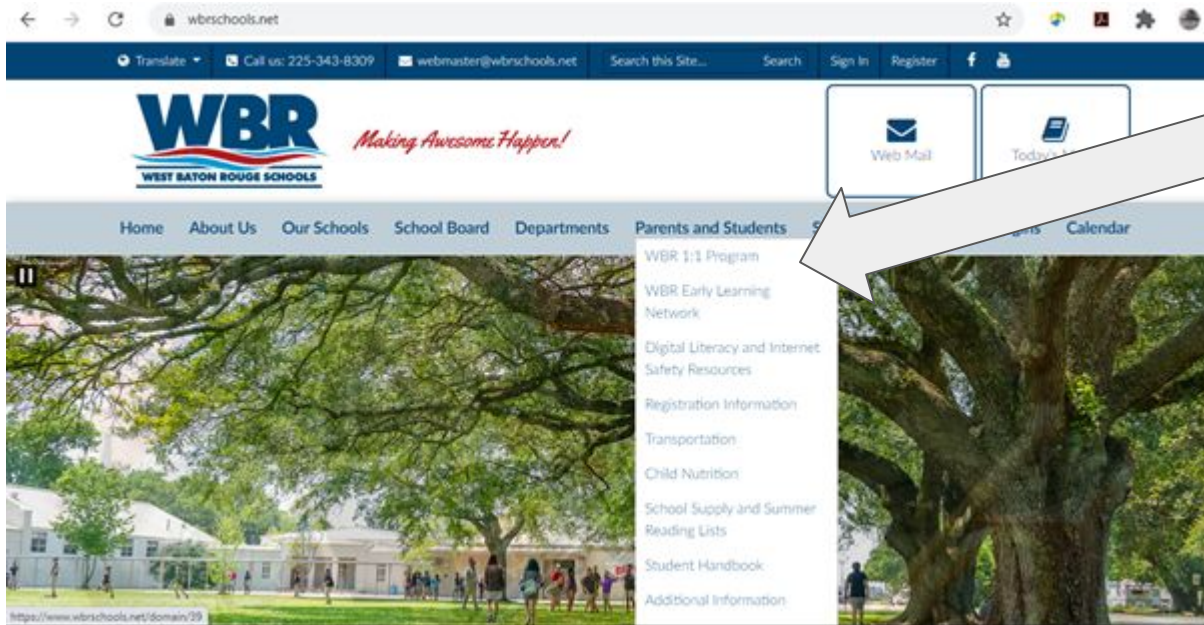 wbrschools.net
Translate Call us: 225-343-8309 webmaster@wbrschools.net Search this Site... Search Sign In Register
WBR
WEST BATON ROUGE SCHOOLS
Making Awesome Happen!
Web Mail
Home About Us Our Schools School Board Departments Parents and Students Calendar
WBR 1:1 Program
WBR Early Learning
Network
Digital Literacy and Internet
Safety Resources
Registration Information
Transportation
Child Nutrition
School Supply and Summer
Reading Lists
Student Handbook
Additional Information
https://www.wbrschools.net/domain/39